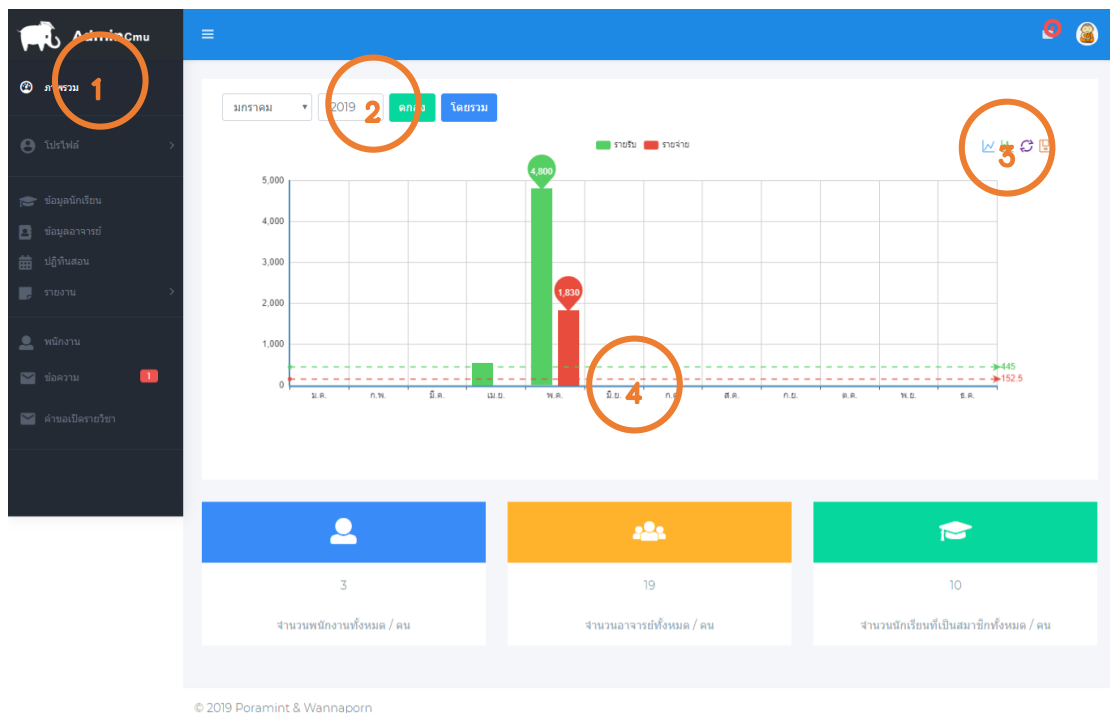 AdminCmu
ภาพรวม
1
โปรไฟล์
ข้อมูลนักเรียน
ข้อมูลอาจารย์
ปฏิทินสอน
รายงาน
พนักงาน
ข้อความ 1
คำขอเปิดรายวิชา
มกราคม 2019 ตกลง โดยรวม
2
รายรับ รายจ่าย
3
5,000
4,000
3,000
2,000
1,000
0
4,800
1,830
445
152.5
ม.ค. ก.พ. มี.ค. เม.ย. พ.ค. มิ.ย. ก.ค. ส.ค. ก.ย. ต.ค. พ.ย. ธ.ค.
4
3 19 10
จำนวนพนักงานทั้งหมด / คน จำนวนอาจารย์ทั้งหมด / คน จำนวนนักเรียนที่เป็นสมาชิกทั้งหมด / คน
© 2019 Poramint & Wannaporn